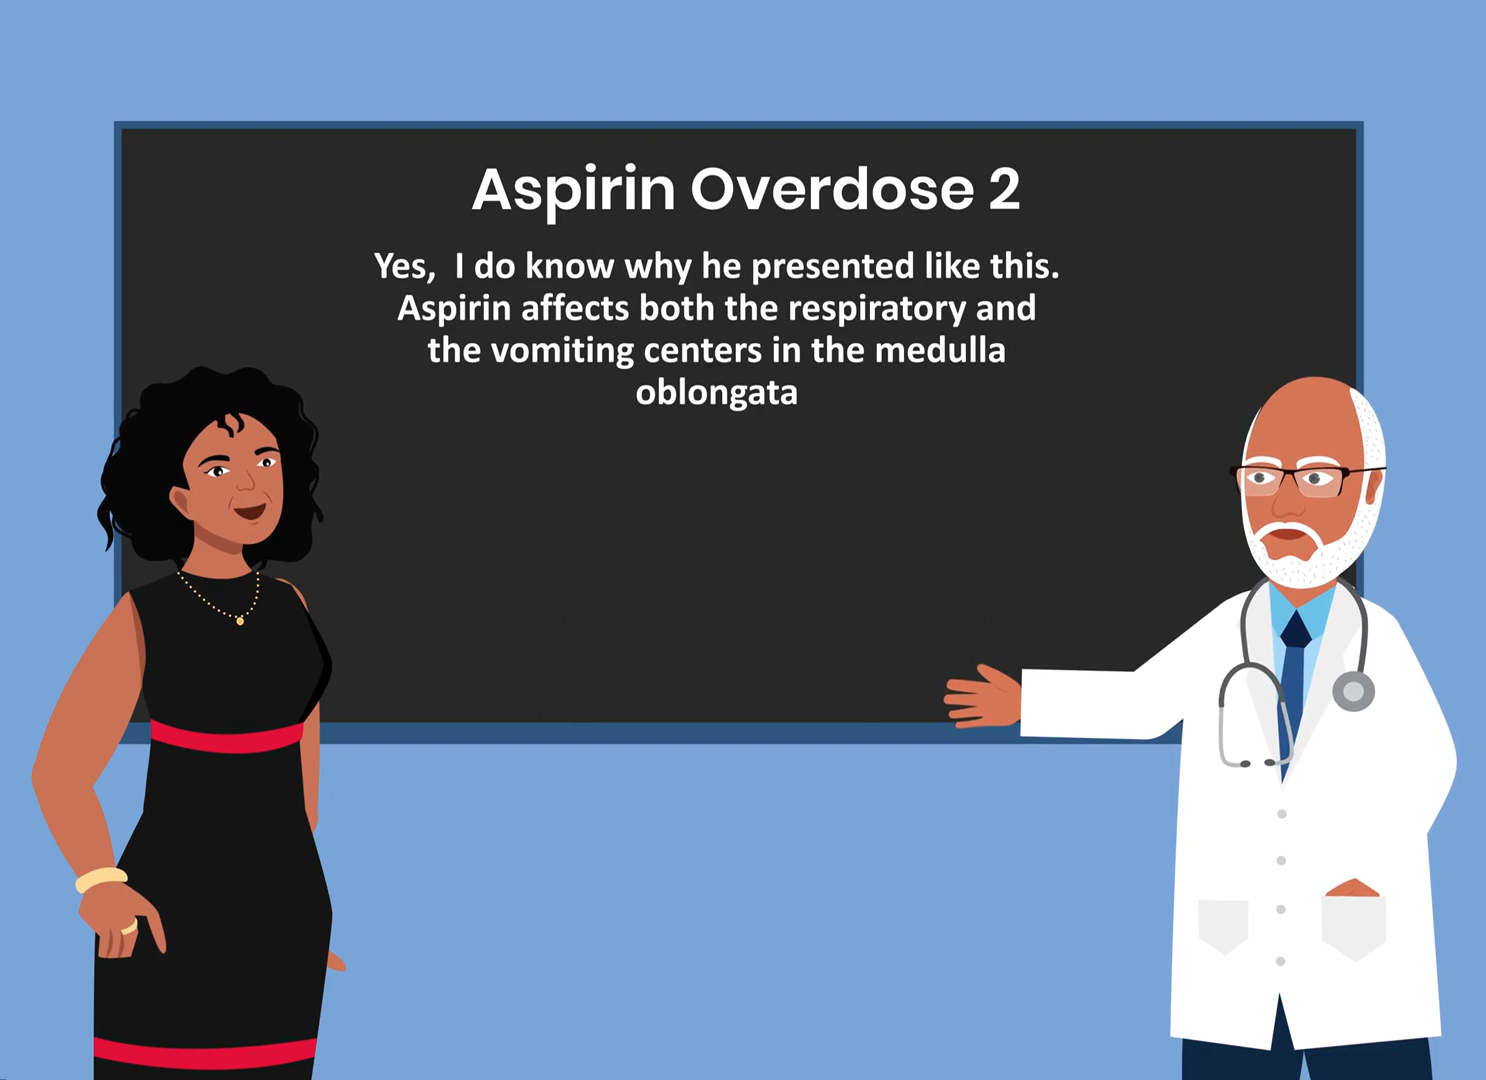 Aspirin Overdose 2
Yes,  I do know why he presented like this.
Aspirin affects both the respiratory and
the vomiting centers in the medulla
oblongata